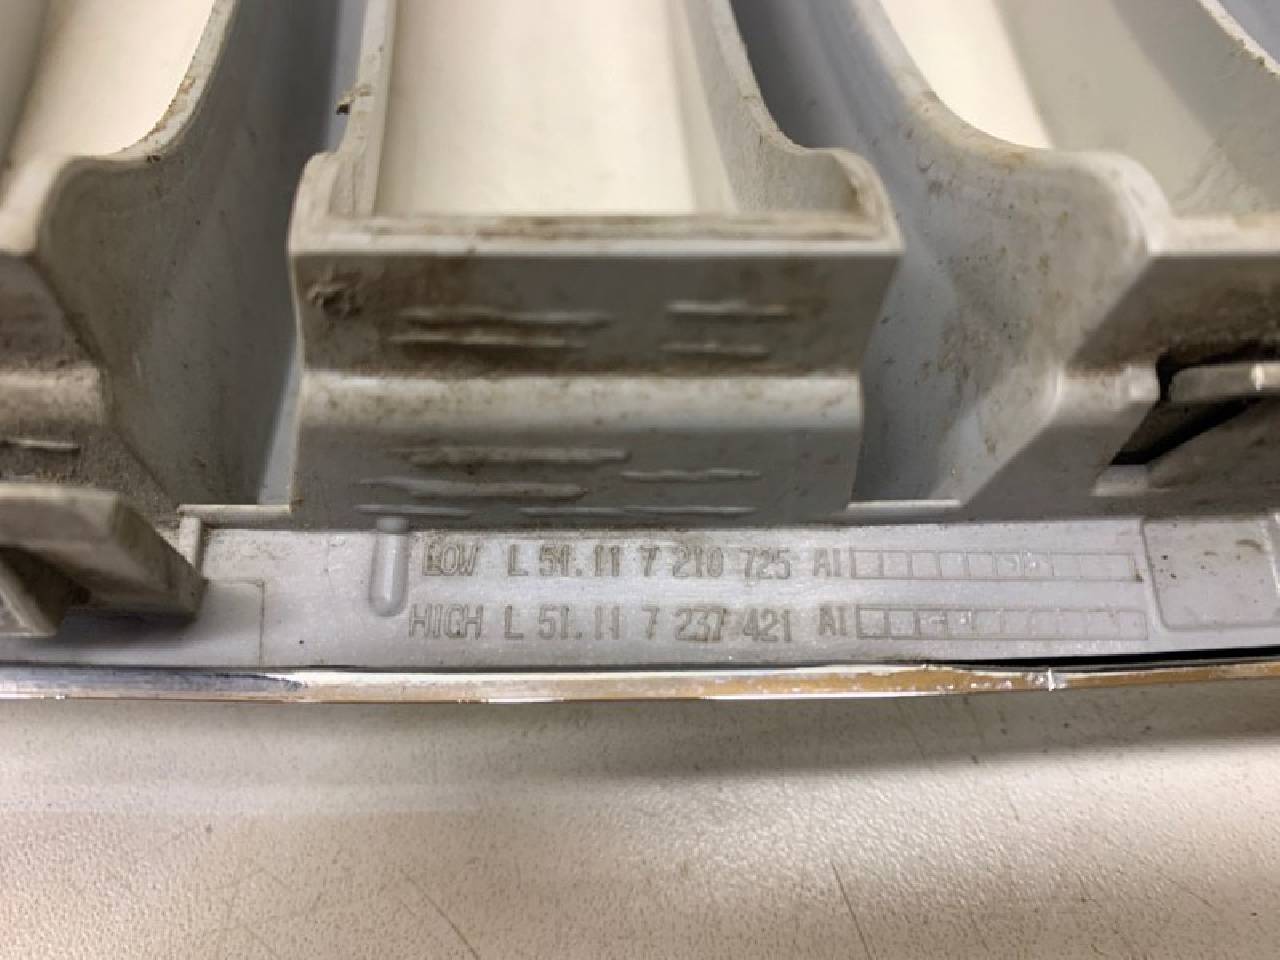 LOW L 51.11 7 210 725 AI
HIGH L 51.11 7 237 421 AI